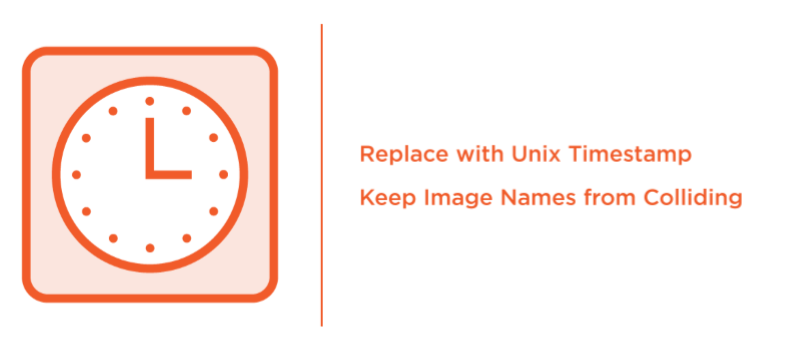 Replace with Unix Timestamp
Keep Image Names from Colliding